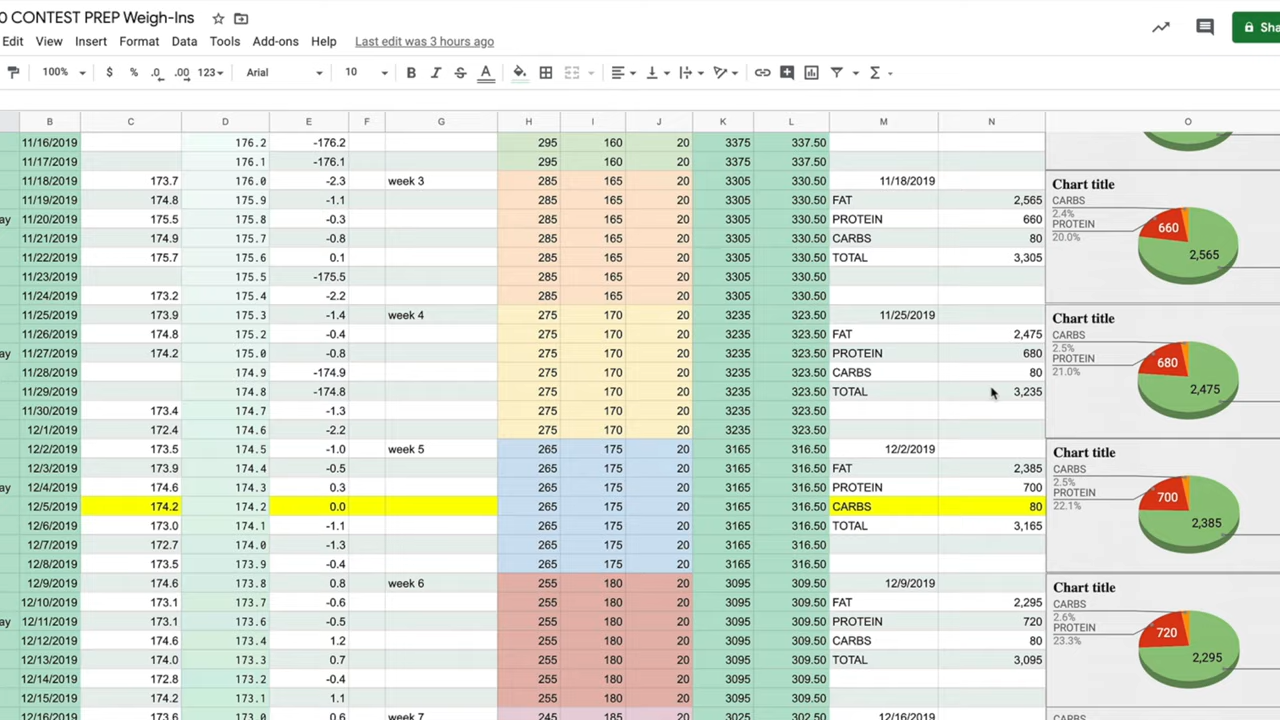 0 CONTEST PREP Weigh-Ins
Edit View Insert Format Data Tools Add-ons Help Last edit was 3 hours ago
100% $ % .0 .00 123 Arial 10 B I S A Σ
B C D E F G H I J K L M N O
11/16/2019 176.2 -176.2 295 160 20 3375 337.50
11/17/2019 176.1 -176.1 295 160 20 3375 337.50
11/18/2019 173.7 176.0 -2.3 week 3 285 165 20 3305 330.50 11/18/2019
11/19/2019 174.8 175.9 -1.1 285 165 20 3305 330.50 FAT 2,565
ay 11/20/2019 175.5 175.8 -0.3 285 165 20 3305 330.50 PROTEIN 660
11/21/2019 174.9 175.7 -0.8 285 165 20 3305 330.50 CARBS 80
11/22/2019 175.7 175.6 0.1 285 165 20 3305 330.50 TOTAL 3,305
11/23/2019 175.5 -175.5 285 165 20 3305 330.50
11/24/2019 173.2 175.4 -2.2 285 165 20 3305 330.50
11/25/2019 173.9 175.3 -1.4 week 4 275 170 20 3235 323.50 11/25/2019
11/26/2019 174.8 175.2 -0.4 275 170 20 3235 323.50 FAT 2,475
ay 11/27/2019 174.2 175.0 -0.8 275 170 20 3235 323.50 PROTEIN 680
11/28/2019 174.9 -174.9 275 170 20 3235 323.50 CARBS 80
11/29/2019 174.8 -174.8 275 170 20 3235 323.50 TOTAL 3,235
11/30/2019 173.4 174.7 -1.3 275 170 20 3235 323.50
12/1/2019 172.4 174.6 -2.2 275 170 20 3235 323.50
12/2/2019 173.5 174.5 -1.0 week 5 265 175 20 3165 316.50 12/2/2019
12/3/2019 173.9 174.4 -0.5 265 175 20 3165 316.50 FAT 2,385
ay 12/4/2019 174.6 174.3 0.3 265 175 20 3165 316.50 PROTEIN 700
12/5/2019 174.2 174.2 0.0 265 175 20 3165 316.50 CARBS 80
12/6/2019 173.0 174.1 -1.1 265 175 20 3165 316.50 TOTAL 3,165
12/7/2019 172.7 174.0 -1.3 265 175 20 3165 316.50
12/8/2019 173.5 173.9 -0.4 265 175 20 3165 316.50
12/9/2019 174.6 173.8 0.8 week 6 255 180 20 3095 309.50 12/9/2019
12/10/2019 173.1 173.7 -0.6 255 180 20 3095 309.50 FAT 2,295
ay 12/11/2019 173.1 173.6 -0.5 255 180 20 3095 309.50 PROTEIN 720
12/12/2019 174.6 173.4 1.2 255 180 20 3095 309.50 CARBS 80
12/13/2019 174.0 173.3 0.7 255 180 20 3095 309.50 TOTAL 3,095
12/14/2019 172.8 173.2 -0.4 255 180 20 3095 309.50
12/15/2019 174.2 173.1 1.1 255 180 20 3095 309.50
12/16/2019 173.6 173.0 0.6 week 7 245 185 20 3025 302.50 12/16/2019
Sha
Chart title
CARBS
2.4%
PROTEIN
20.0%
660
2,565
Chart title
CARBS
2.5%
PROTEIN
21.0%
680
2,475
Chart title
CARBS
2.5%
PROTEIN
22.1%
700
2,385
Chart title
CARBS
2.6%
PROTEIN
23.3%
720
2,295